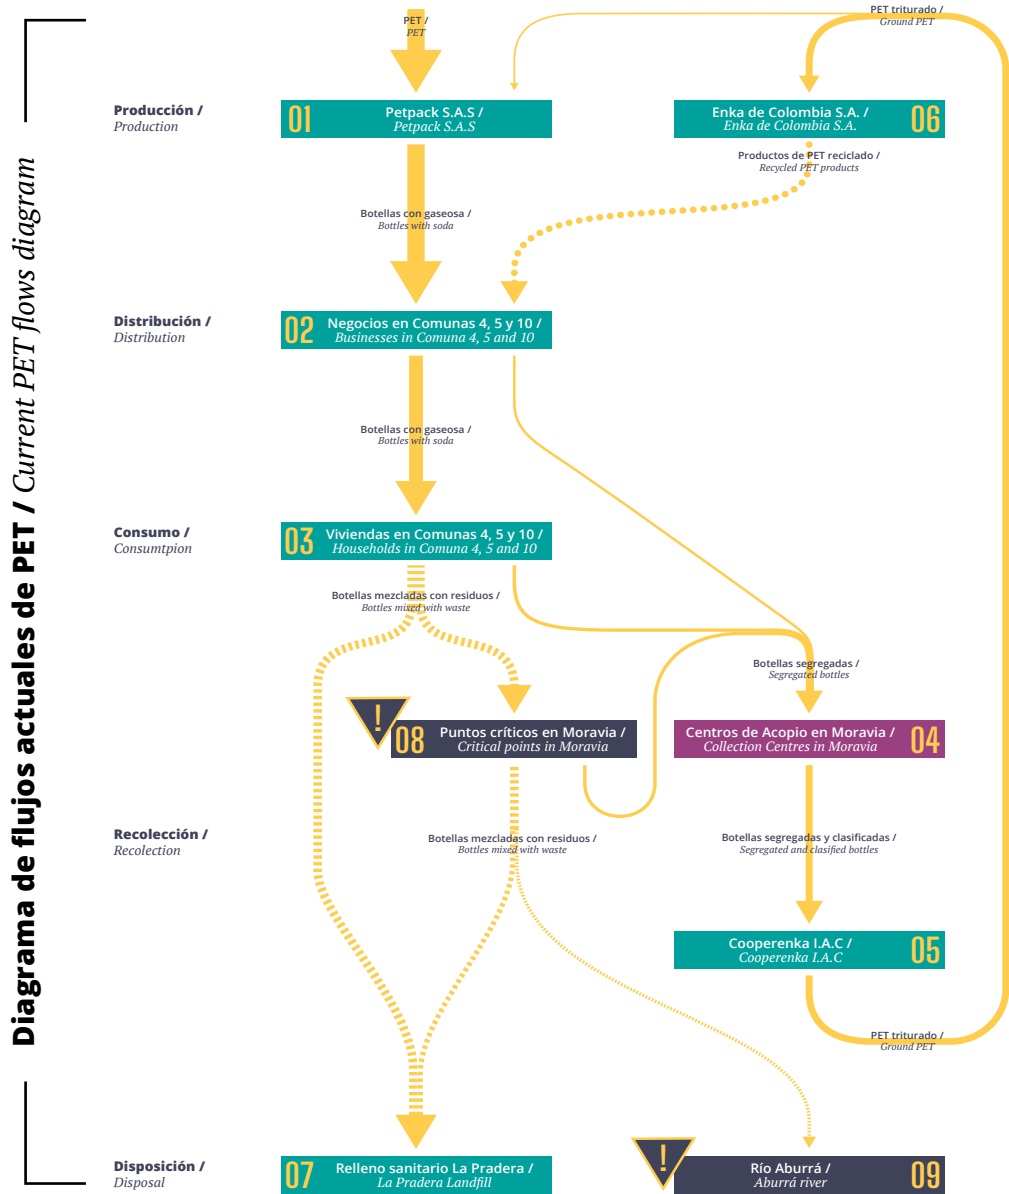 Diagrama de flujos actuales de PET / Current PET flows diagram
PET /
PET
PET triturado /
Ground PET
Producción /
Production
01
Petpack S.A.S /
Petpack S.A.S
Enka de Colombia S.A. /
Enka de Colombia S.A.
06
Productos de PET reciclado /
Recycled PET products
Botellas con gaseosa /
Bottles with soda
Distribución /
Distribution
02
Negocios en Comunas 4, 5 y 10 /
Businesses in Comuna 4, 5 and 10
Botellas con gaseosa /
Bottles with soda
Consumo /
Consumtpion
03
Viviendas en Comunas 4, 5 y 10 /
Households in Comuna 4, 5 and 10
Botellas mezcladas con residuos /
Bottles mixed with waste
Botellas segregadas /
Segregated bottles
!
08
Puntos críticos en Moravia /
Critical points in Moravia
Centros de Acopio en Moravia /
Collection Centres in Moravia
04
Recolección /
Recolection
Botellas mezcladas con residuos /
Bottles mixed with waste
Botellas segregadas y clasificadas /
Segregated and clasified bottles
Cooperenka I.A.C /
Cooperenka I.A.C
05
PET triturado /
Ground PET
Disposición /
Disposal
07
Relleno sanitario La Pradera /
La Pradera Landfill
!
Río Aburrá /
Aburrá river
09